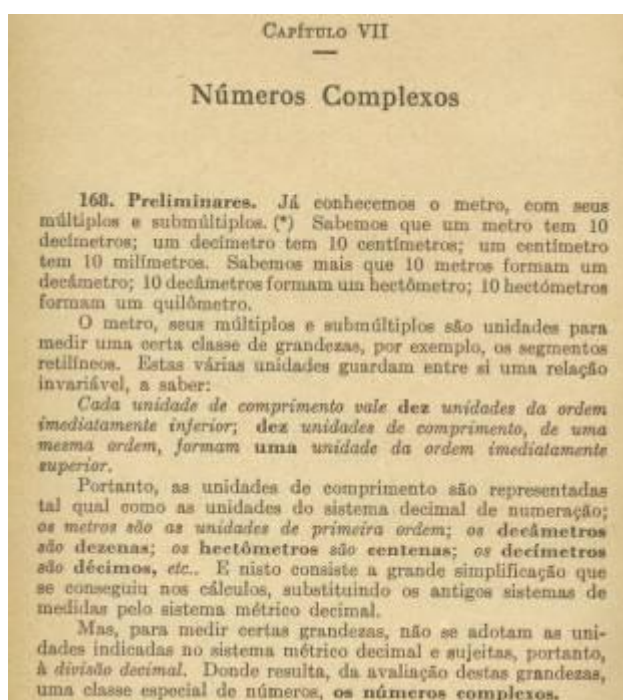 CAPÍTULO VII
Números Complexos
168. Preliminares. Já conhecemos o metro, com seus
múltiplos e submúltiplos. (*) Sabemos que um metro tem 10
decímetros; um decímetro tem 10 centímetros; um centímetro
tem 10 milímetros. Sabemos mais que 10 metros formam um
decâmetro; 10 decâmetros formam um hectômetro; 10 hectómetros
formam um quilômetro.
O metro, seus múltiplos e submúltiplos são unidades para
medir uma certa classe de grandezas, por exemplo, os segmentos
retilíneos. Estas várias unidades guardam entre si uma relação
invariável, a saber:
Cada unidade de comprimento vale dez unidades da ordem
imediatamente inferior; dez unidades de comprimento, de uma
mesma ordem, formam uma unidade da ordem imediatamente
superior.
Portanto, as unidades de comprimento são representadas
tal qual como as unidades do sistema decimal de numeração;
os metros são as unidades de primeira ordem; os decâmetros
são dezenas; os hectômetros são centenas; os decímetros
são décimos, etc.. E nisto consiste a grande simplificação que
se conseguiu nos cálculos, substituindo os antigos sistemas de
medidas pelo sistema métrico decimal.
Mas, para medir certas grandezas, não se adotam as uni-
dades indicadas no sistema métrico decimal e sujeitas, portanto,
à divisão decimal. Donde resulta, da avaliação destas grandezas,
uma classe especial de números, os números complexos.